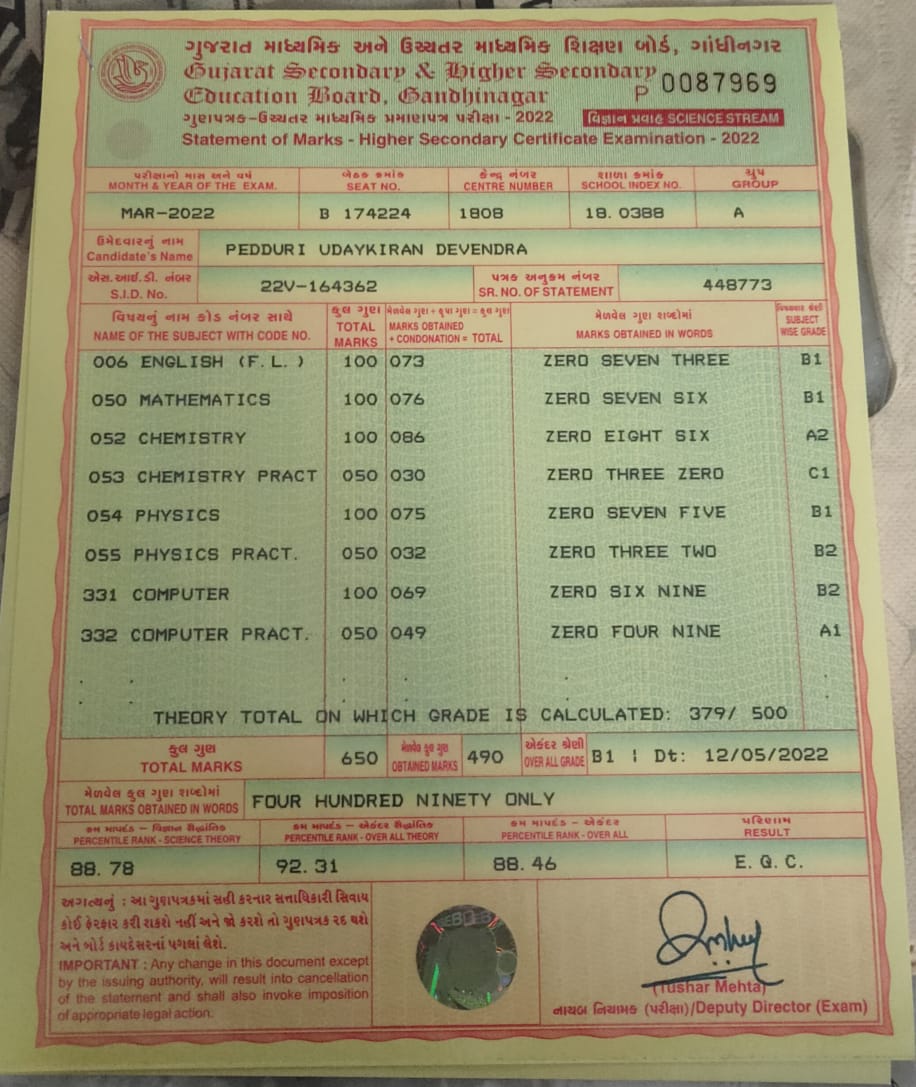 ગુજરાત માધ્યમિક અને ઉચ્ચતર માધ્યમિક શિક્ષણ બોર્ડ, ગાંધીનગર
Gujarat Secondary & Higher Secondary
Education Board, Gandhinagar
P 0087969
ગુણપત્રક-ઉચ્ચતર માધ્યમિક પ્રમાણપત્ર પરીક્ષા - 2022
વિજ્ઞાન પ્રવાહ SCIENCE STREAM
Statement of Marks - Higher Secondary Certificate Examination - 2022
પરીક્ષાનો માસ અને વર્ષ બેઠક ક્રમાંક કેન્દ્ર નંબર શાળા ક્રમાંક ગ્રુપ
MONTH & YEAR OF THE EXAM. SEAT NO. CENTRE NUMBER SCHOOL INDEX NO. GROUP
MAR-2022 B 174224 1808 18. 0388 A
ઉમેદવારનું નામ
Candidate's Name PEDDURI UDAYKIRAN DEVENDRA
એસ.આઈ.ડી. નંબર પત્રક અનુક્રમ નંબર
S.I.D. No. 22V-164362 SR. NO. OF STATEMENT 448773
વિષયનું નામ કોડ નંબર સાથે કુલ ગુણ મેળવેલ ગુણ + કૃપા ગુણ = કુલ ગુણ મેળવેલ ગુણ શબ્દોમાં વિષયવાર શ્રેણી
NAME OF THE SUBJECT WITH CODE NO. TOTAL MARKS MARKS OBTAINED + CONDONATION = TOTAL MARKS OBTAINED IN WORDS SUBJECT WISE GRADE
006 ENGLISH (F. L. ) 100 073 ZERO SEVEN THREE B1
050 MATHEMATICS 100 076 ZERO SEVEN SIX B1
052 CHEMISTRY 100 086 ZERO EIGHT SIX A2
053 CHEMISTRY PRACT 050 030 ZERO THREE ZERO C1
054 PHYSICS 100 075 ZERO SEVEN FIVE B1
055 PHYSICS PRACT. 050 032 ZERO THREE TWO B2
331 COMPUTER 100 069 ZERO SIX NINE B2
332 COMPUTER PRACT. 050 049 ZERO FOUR NINE A1
THEORY TOTAL ON WHICH GRADE IS CALCULATED: 379/ 500
કુલ ગુણ મેળવેલ કુલ ગુણ એકંદર શ્રેણી
TOTAL MARKS 650 OBTAINED MARKS 490 OVER ALL GRADE B1 | Dt: 12/05/2022
મેળવેલ કુલ ગુણ શબ્દોમાં
TOTAL MARKS OBTAINED IN WORDS FOUR HUNDRED NINETY ONLY
ક્રમ માપદંડ - વિજ્ઞાન સૈદ્ધાંતિક ક્રમ માપદંડ - એકંદર સૈદ્ધાંતિક ક્રમ માપદંડ - એકંદર પરિણામ
PERCENTILE RANK - SCIENCE THEORY PERCENTILE RANK - OVER ALL THEORY PERCENTILE RANK - OVER ALL RESULT
88. 78 92. 31 88. 46 E. Q. C.
અગત્યનું : આ ગુણપત્રકમાં સહી કરનાર સત્તાધિકારી સિવાય
કોઈ ફેરફાર કરી શકશે નહીં અને જો કરશે તો ગુણપત્રક રદ થશે
અને બોર્ડ કાયદેસરનાં પગલાં લેશે.
IMPORTANT : Any change in this document except
by the issuing authority, will result into cancellation
of the statement and shall also invoke imposition
of appropriate legal action.
(Tushar Mehta)
નાયબ નિયામક (પરીક્ષા)/Deputy Director (Exam)